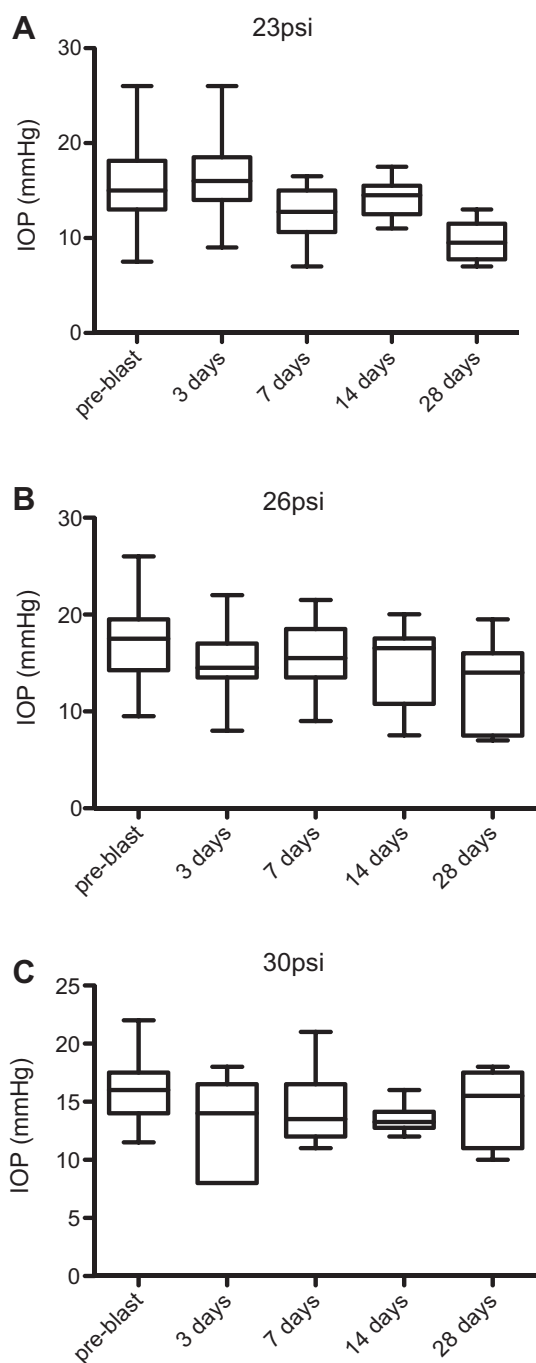 A
23psi
30
20
10
0
IOP (mmHg)
pre-blast
3 days
7 days
14 days
28 days
B
26psi
30
20
10
0
IOP (mmHg)
pre-blast
3 days
7 days
14 days
28 days
C
30psi
25
20
15
10
5
0
IOP (mmHg)
pre-blast
3 days
7 days
14 days
28 days